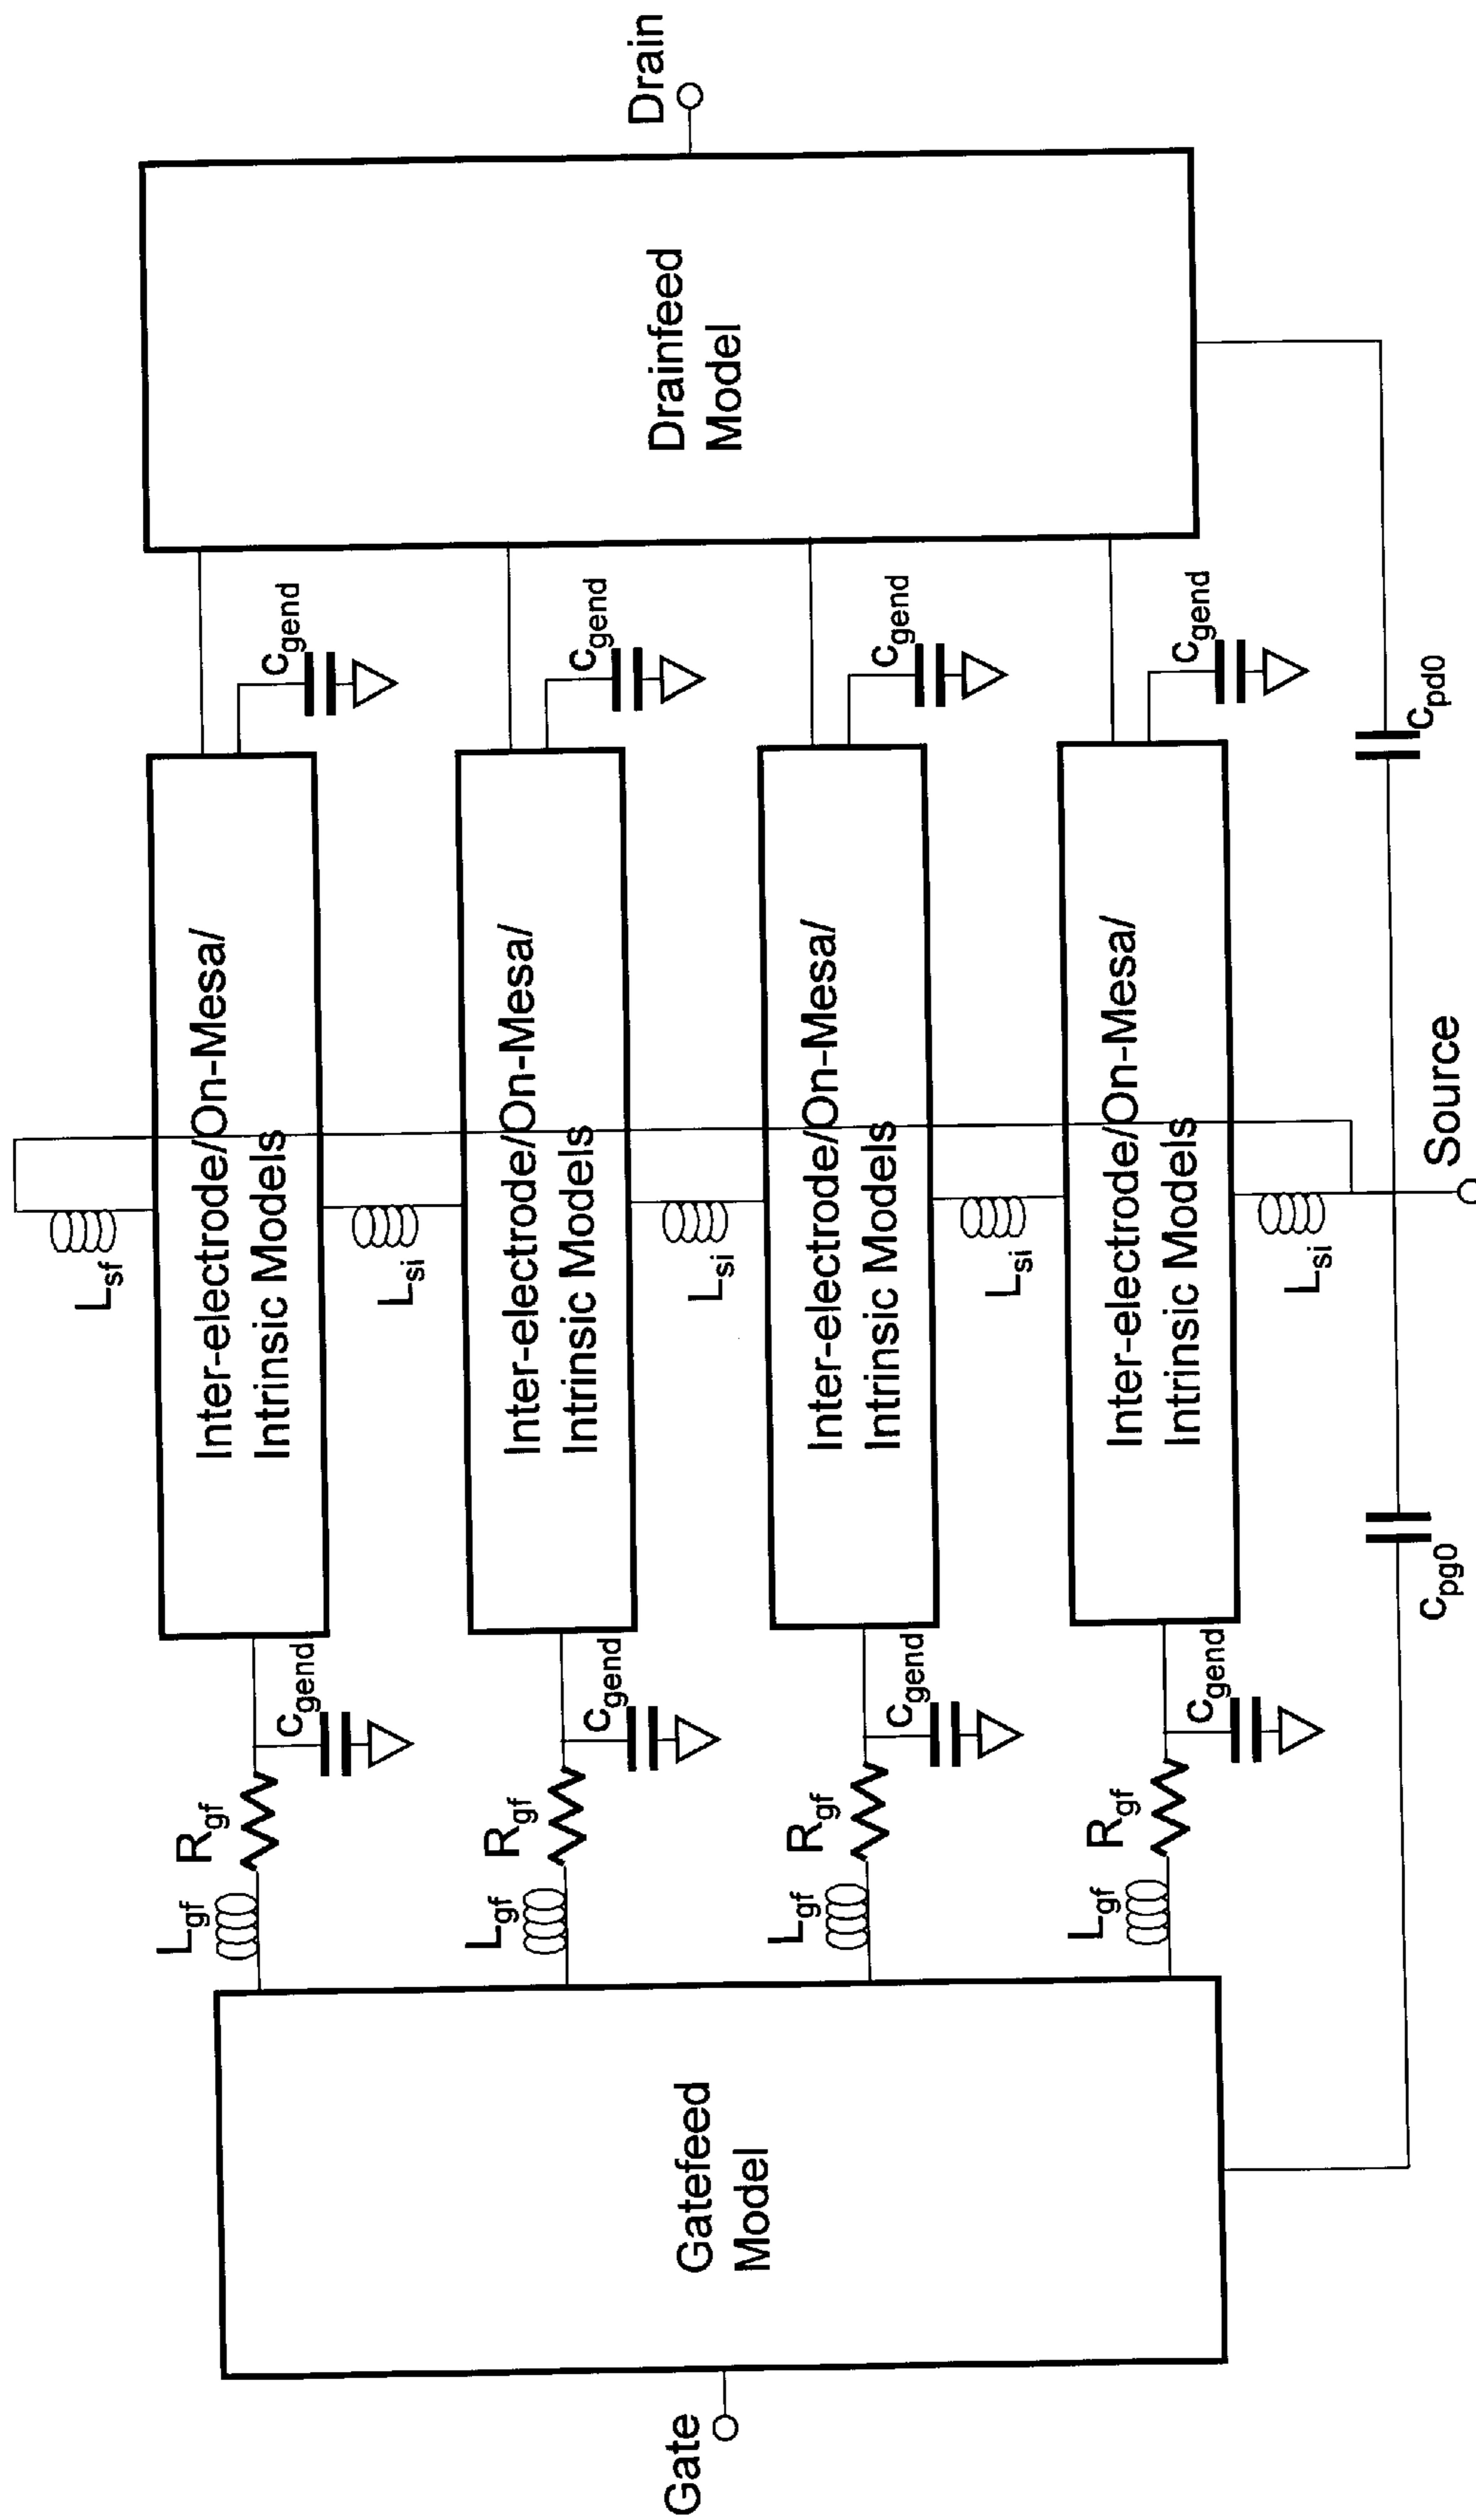 Lsf
Lgf
Rgf
Cgend
Inter-electrode/On-Mesa/
Intrinsic Models
Cgend
Lsi
Lgf
Rgf
Cgend
Inter-electrode/On-Mesa/
Intrinsic Models
Cgend
Gate
Gatefeed
Model
Lsi
Drainfeed
Model
Drain
Lgf
Rgf
Cgend
Inter-electrode/On-Mesa/
Intrinsic Models
Cgend
Lsi
Lgf
Rgf
Cgend
Inter-electrode/On-Mesa/
Intrinsic Models
Cgend
Lsi
Cpg0
Source
Cpd0